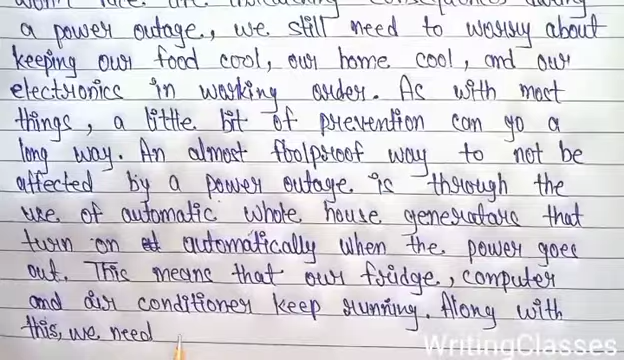 a power outage, we still need to worry about
keeping our food cool, our home cool, and our
electronics in working order. As with most
things, a little bit of prevention can go a
long way. An almost foolproof way to not be
affected by a power outage is through the
use of automatic whole house generators that
turn on automatically when the power goes
out. This means that our fridge, computer
and air conditioner keep running. Along with
this, we need
WritingClasses